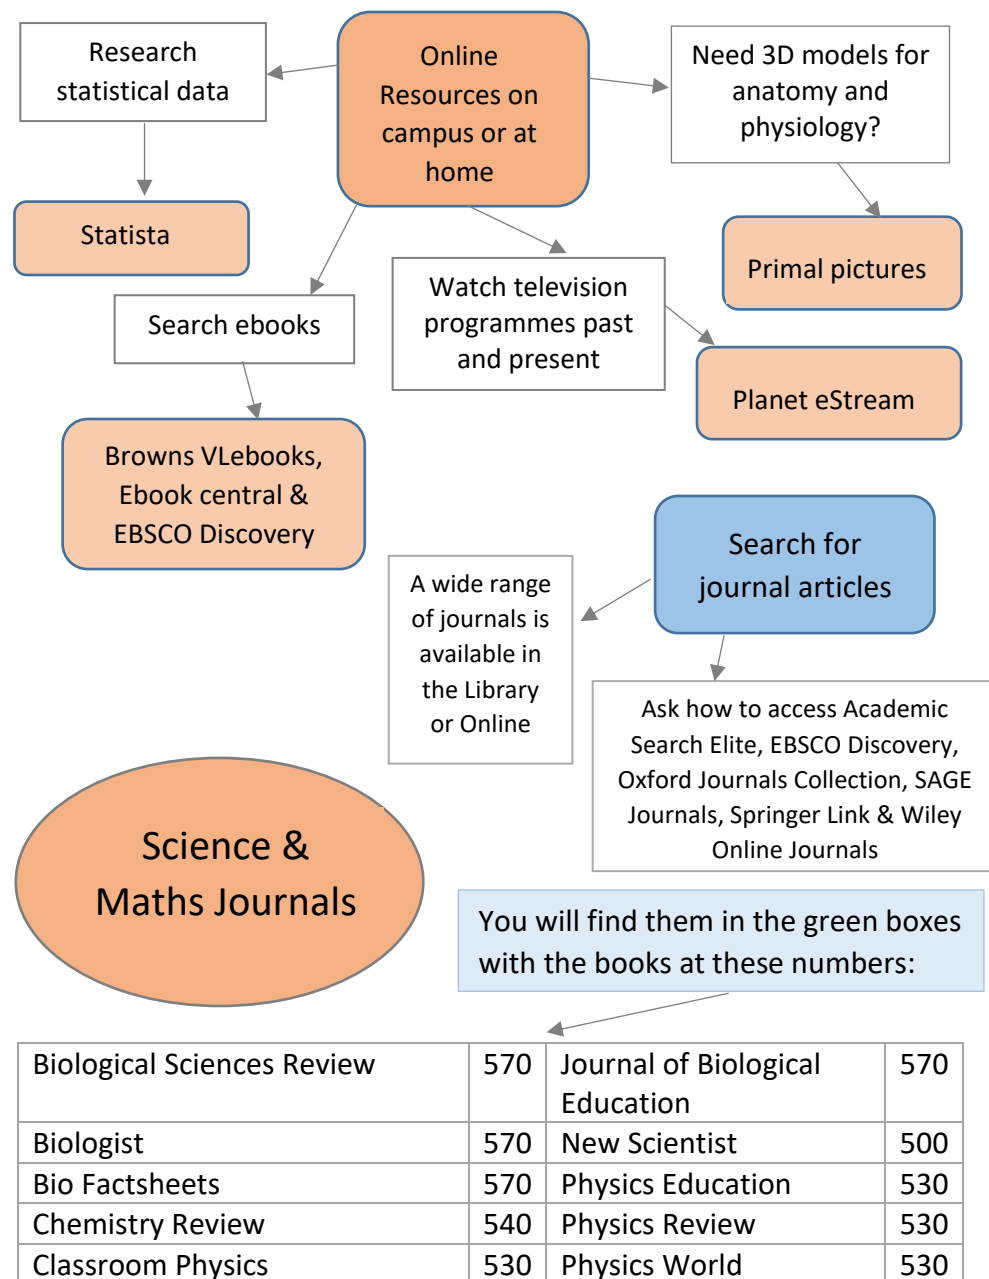 Research
statistical data
Online
Resources on
campus or at
home
Need 3D models for
anatomy and
physiology?
Statista
Primal pictures
Search ebooks
Watch television
programmes past
and present
Planet eStream
Browns VLebooks,
Ebook central &
EBSCO Discovery
Search for
journal articles
A wide range
of journals is
available in
the Library
or Online
Ask how to access Academic
Search Elite, EBSCO Discovery,
Oxford Journals Collection, SAGE
Journals, Springer Link & Wiley
Online Journals
Science &
Maths Journals
You will find them in the green boxes
with the books at these numbers:
Biological Sciences Review 570 Journal of Biological 570
Education
Biologist 570 New Scientist 500
Bio Factsheets 570 Physics Education 530
Chemistry Review 540 Physics Review 530
Classroom Physics 530 Physics World 530